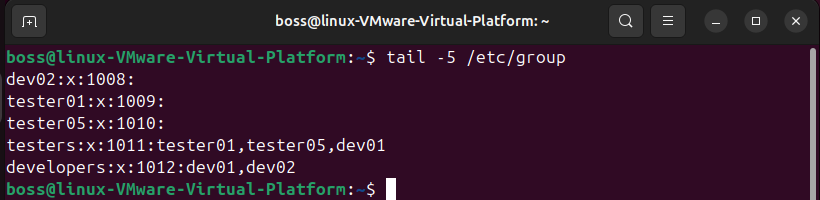 boss@linux-VMware-Virtual-Platform: ~
boss@linux-VMware-Virtual-Platform:~$ tail -5 /etc/group
dev02:x:1008:
tester01:x:1009:
tester05:x:1010:
testers:x:1011:tester01,tester05,dev01
developers:x:1012:dev01,dev02
boss@linux-VMware-Virtual-Platform:~$